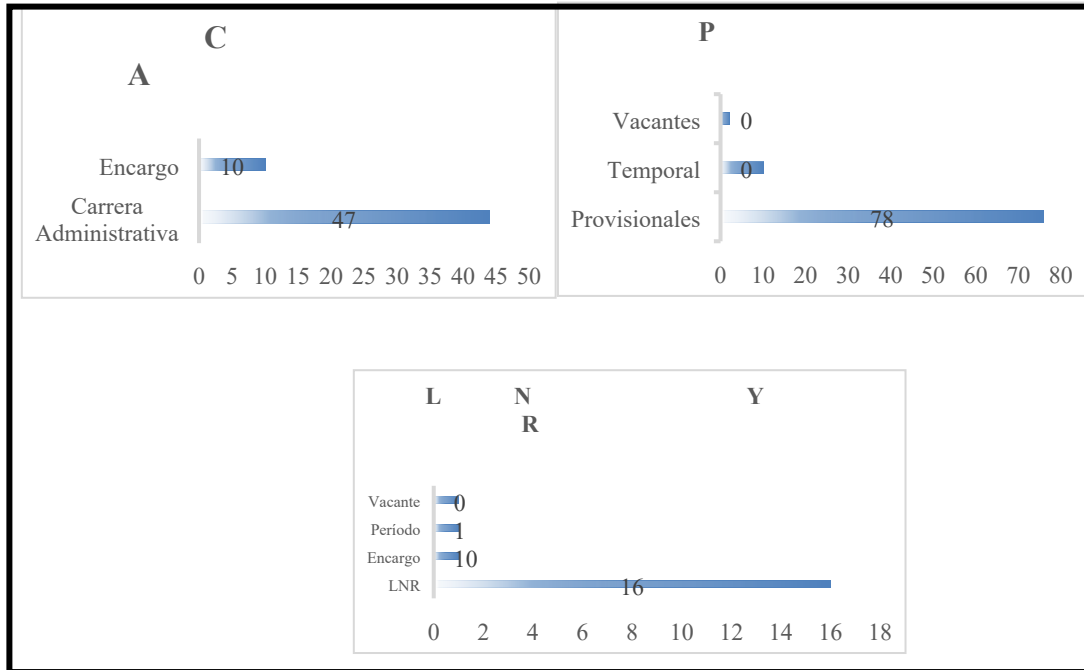 C
A
Encargo 10
Carrera
Administrativa 47
0 5 10 15 20 25 30 35 40 45 50
P
Vacantes 0
Temporal 0
Provisionales 78
0 10 20 30 40 50 60 70 80
L N Y
R
Vacante 0
Período 1
Encargo 10
LNR 16
0 2 4 6 8 10 12 14 16 18